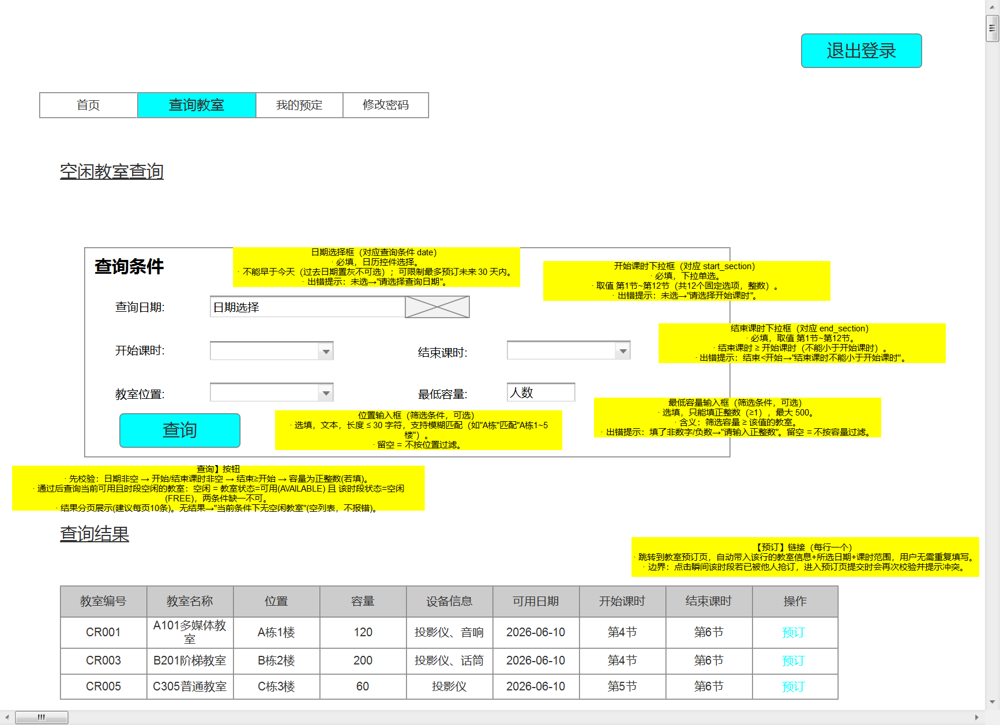 退出登录
首页 查询教室 我的预定 修改密码
空闲教室查询
查询条件
日期选择框（对应查询条件 date）
· 必填，日历控件选择。
· 不能早于今天（过去日期置灰不可选）；可限制最多预订未来 30 天内。
· 出错提示：未选→"请选择查询日期"。
开始课时下拉框（对应 start_section）
· 必填，下拉单选。
· 取值 第1节~第12节（共12个固定选项，整数）。
· 出错提示：未选→"请选择开始课时"。
查询日期: 日期选择
结束课时下拉框（对应 end_section）
· 必填，取值 第1节~第12节。
· 结束课时 ≥ 开始课时（不能小于开始课时）。
· 出错提示：结束<开始→"结束课时不能小于开始课时"。
开始课时: 结束课时:
教室位置: 最低容量: 人数
最低容量输入框（筛选条件，可选）
· 选填，只能填正整数（≥1），最大 500。
· 含义：筛选容量 ≥ 该值的教室。
· 出错提示：填了非数字/负数→"请输入正整数"。留空 = 不按容量过滤。
位置输入框（筛选条件，可选）
· 选填，文本，长度 ≤ 30 字符，支持模糊匹配（如"A栋"匹配"A栋1~5
楼"）。
· 留空 = 不按位置过滤。
查询
查询】按钮
· 先校验：日期非空 → 开始/结束课时非空 → 结束≥开始 → 容量为正整数(若填)。
· 通过后查询当前可用且时段空闲的教室：空闲 = 教室状态=可用(AVAILABLE) 且 该时段状态=空闲
(FREE)，两条件缺一不可。
· 结果分页展示(建议每页10条)。无结果→"当前条件下无空闲教室"(空列表，不报错)。
查询结果
【预订】链接（每行一个）
· 跳转到教室预订页，自动带入该行的教室信息+所选日期+课时范围，用户无需重复填写。
· 边界：点击瞬间该时段若已被他人抢订，进入预订页提交时会再次校验并提示冲突。
教室编号 教室名称 位置 容量 设备信息 可用日期 开始课时 结束课时 操作
CR001 A101多媒体教室 A栋1楼 120 投影仪、音响 2026-06-10 第4节 第6节 预订
CR003 B201阶梯教室 B栋2楼 200 投影仪、话筒 2026-06-10 第4节 第6节 预订
CR005 C305普通教室 C栋3楼 60 投影仪 2026-06-10 第5节 第6节 预订